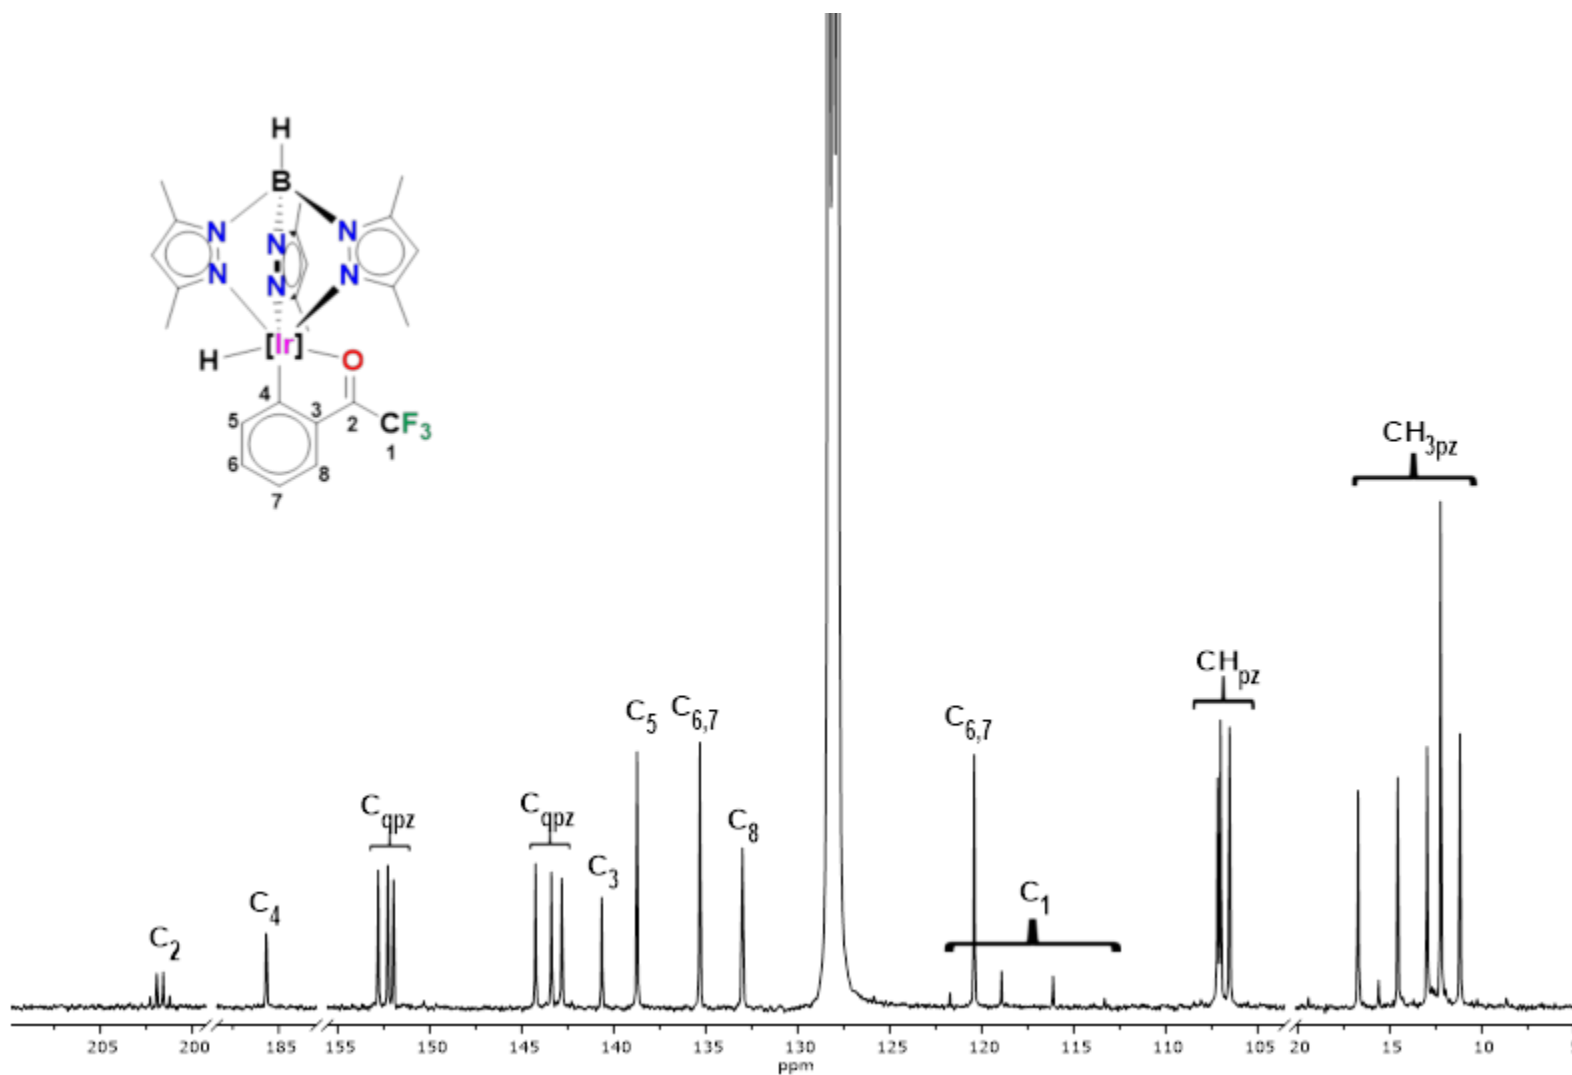 H
B
N N N
N N N
H [Ir] O
4
5 3
2 CF₃
6 1
8
7
CH₃pz
CHpz
C₅ C₆,₇
C₆,₇
Cqpz Cqpz
C₈
C₃
C₄
C₁
C₂
205 200 185 155 150 145 140 135 130 125 120 115 110 105 20 15 10
ppm